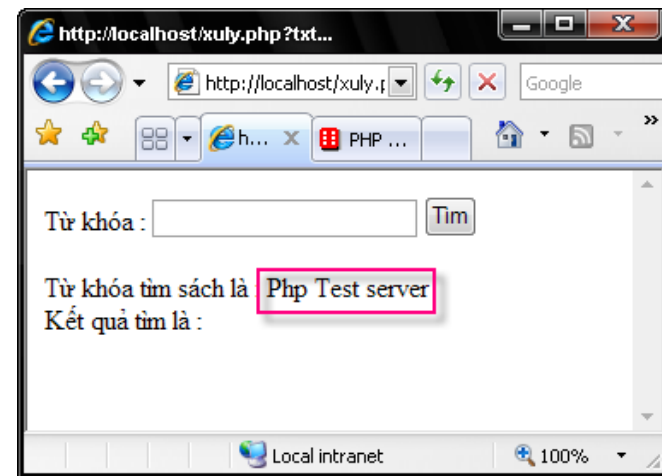 http://localhost/xuly.php?txt...
http://localhost/xuly.p
Google
h...
PHP ...
Từ khóa :
Tìm
Từ khóa tìm sách là : Php Test server
Kết quả tìm là :
Local intranet
100%